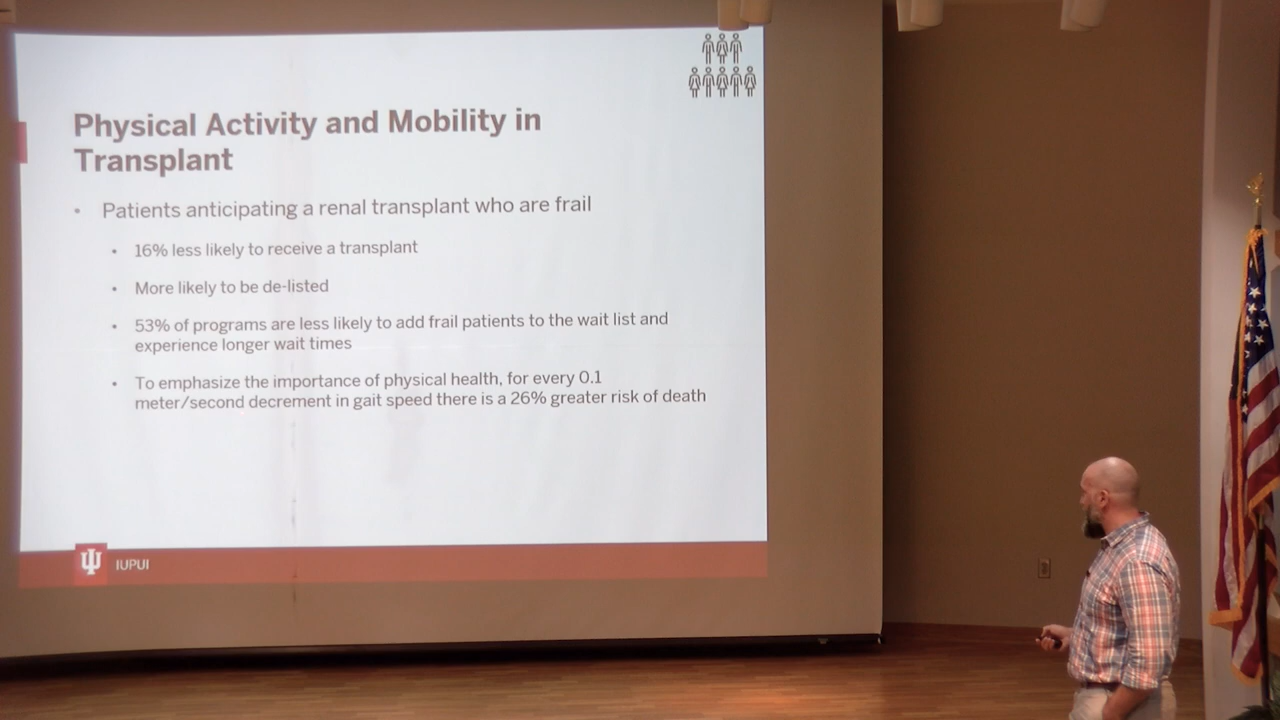 Physical Activity and Mobility in
Transplant
• Patients anticipating a renal transplant who are frail
• 16% less likely to receive a transplant
• More likely to be de-listed
• 53% of programs are less likely to add frail patients to the wait list and
experience longer wait times
• To emphasize the importance of physical health, for every 0.1
meter/second decrement in gait speed there is a 26% greater risk of death
IUPUI